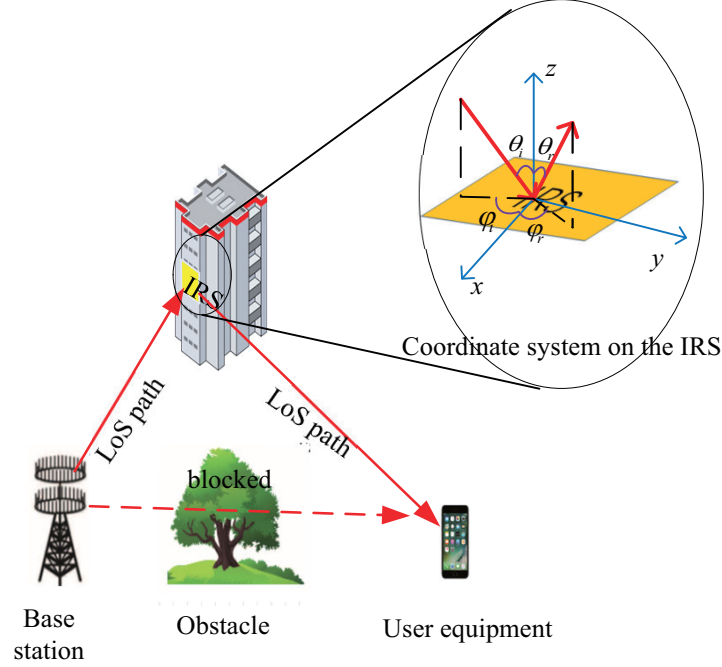 z
θi θr
IRS
φi φr
y
x
Coordinate system on the IRS
IRS
LoS path
LoS path
blocked
Base
station
Obstacle
User equipment